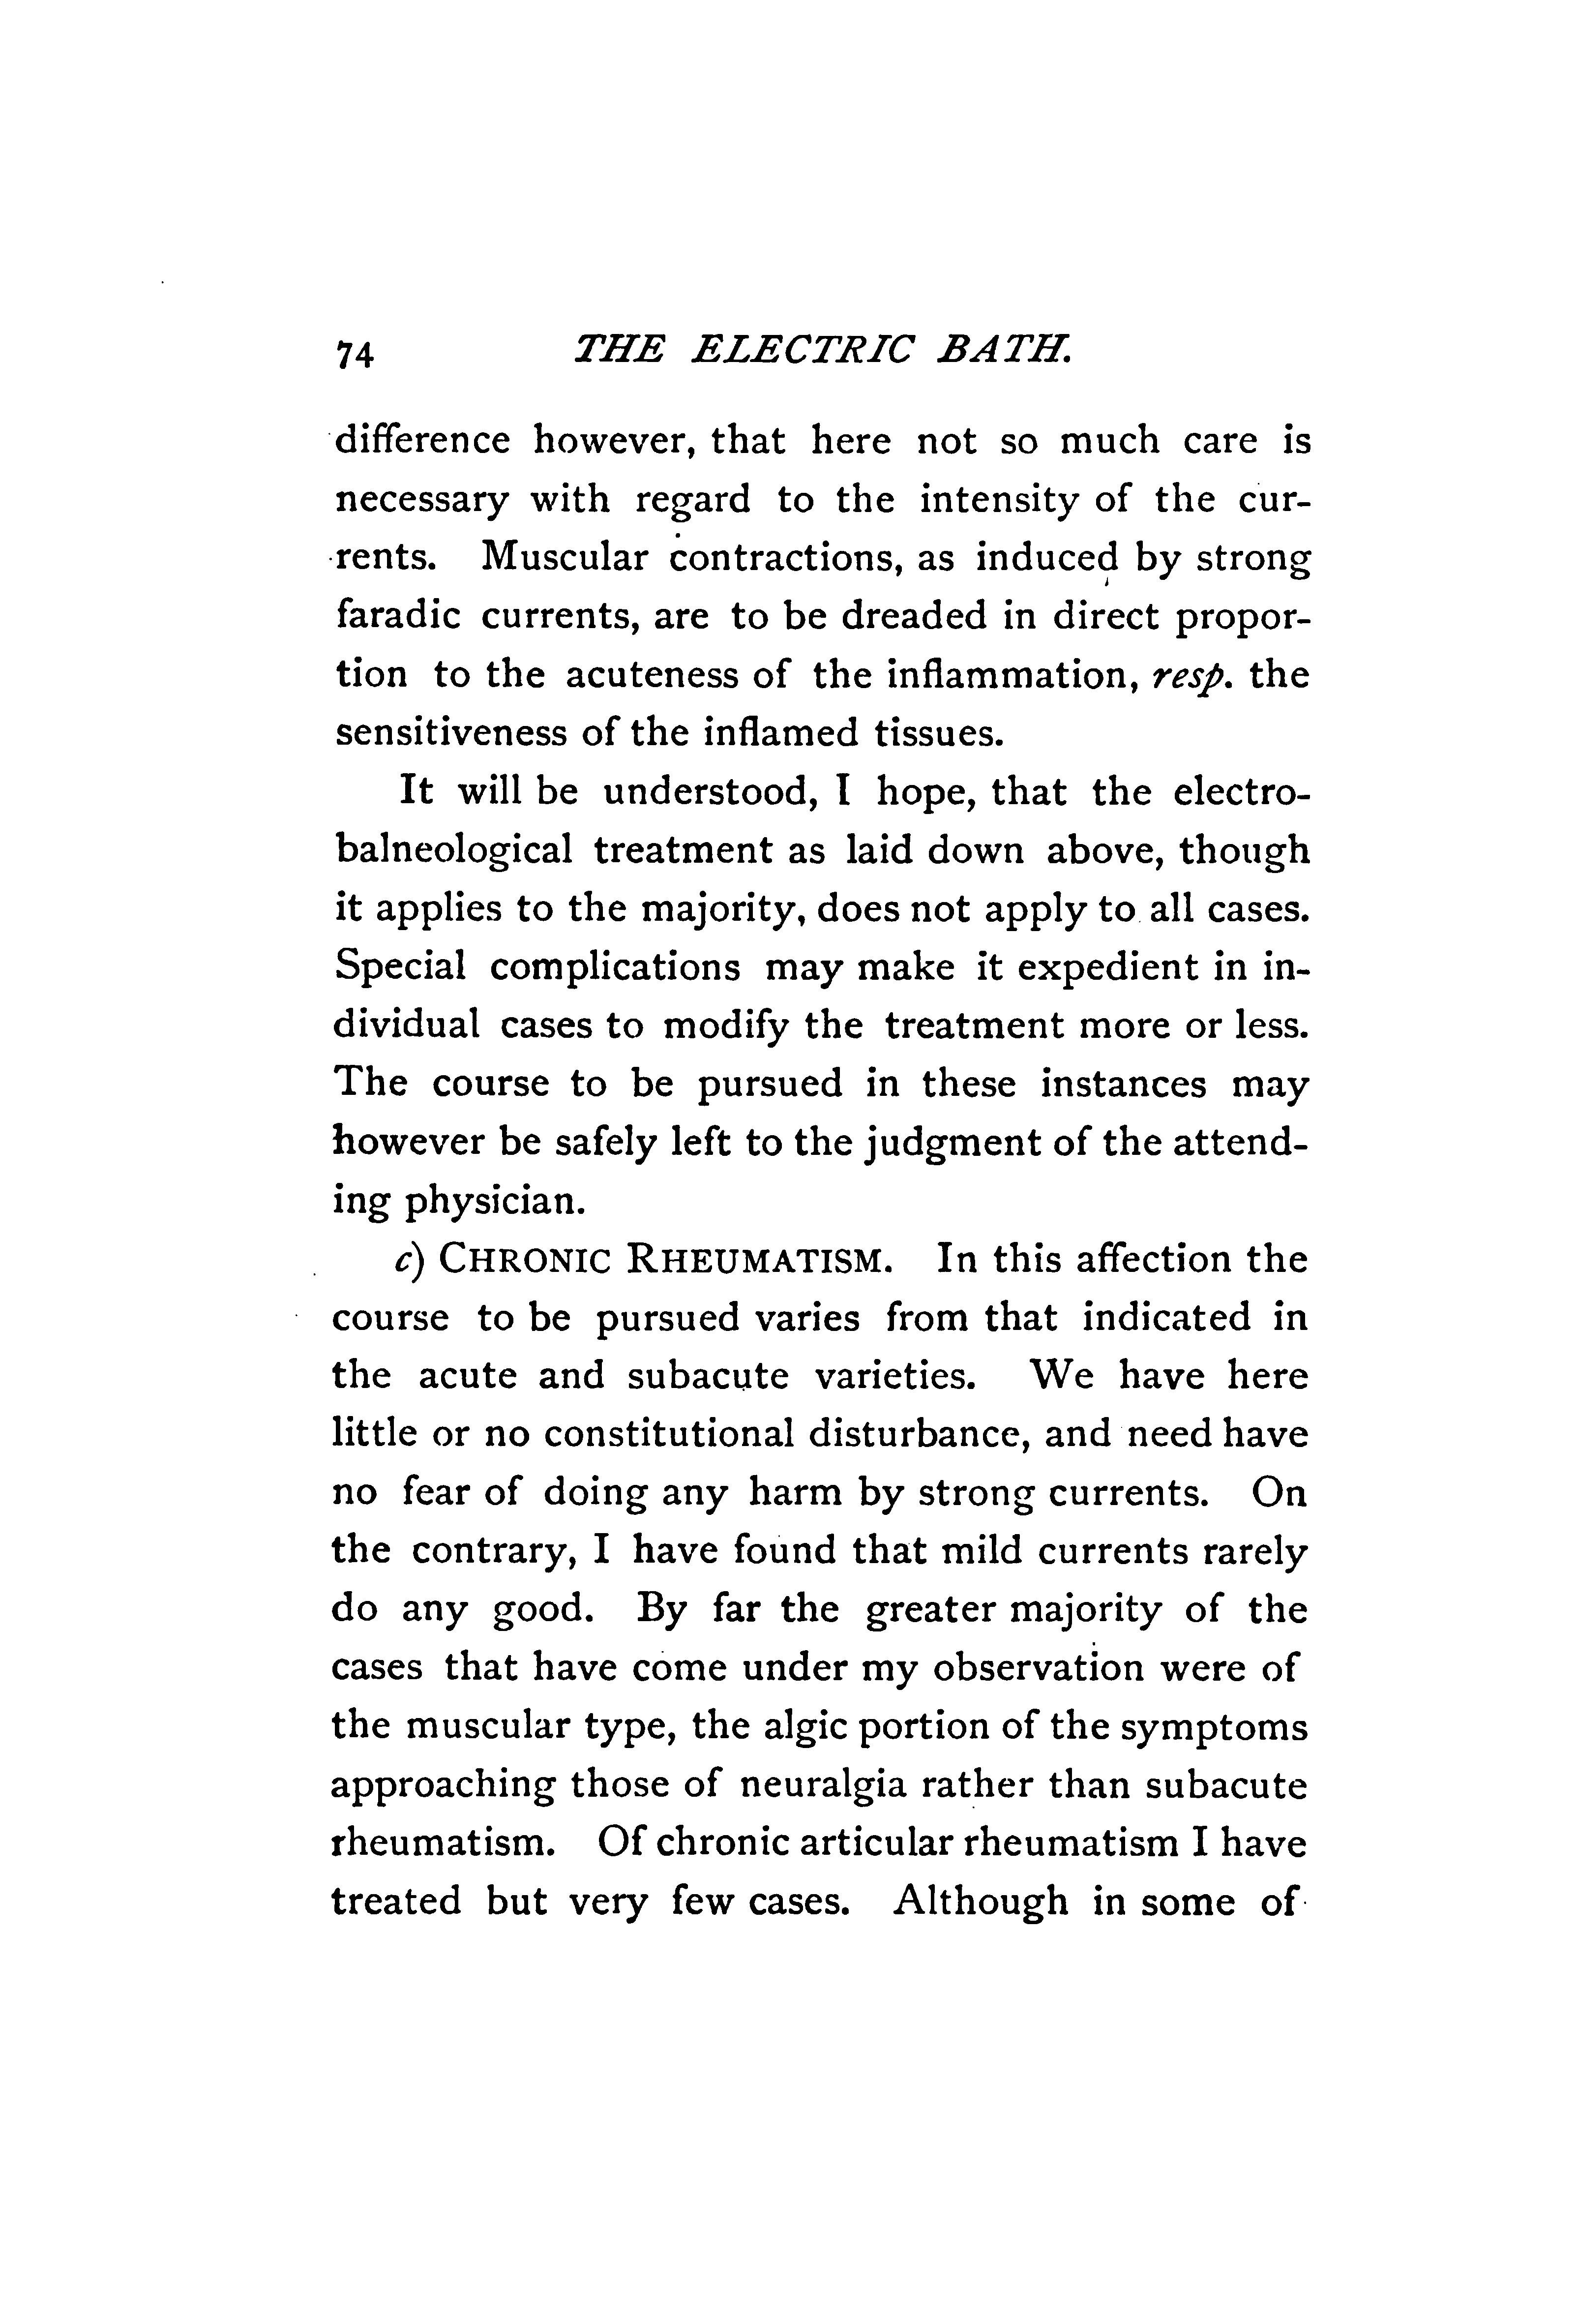 74 THE ELECTRIC BATH.
difference however, that here not so much care is
necessary with regard to the intensity of the cur-
rents. Muscular contractions, as induced by strong
faradic currents, are to be dreaded in direct propor-
tion to the acuteness of the inflammation, resp. the
sensitiveness of the inflamed tissues.
It will be understood, I hope, that the electro-
balneological treatment as laid down above, though
it applies to the majority, does not apply to all cases.
Special complications may make it expedient in in-
dividual cases to modify the treatment more or less.
The course to be pursued in these instances may
however be safely left to the judgment of the attend-
ing physician.
c) CHRONIC RHEUMATISM. In this affection the
course to be pursued varies from that indicated in
the acute and subacute varieties. We have here
little or no constitutional disturbance, and need have
no fear of doing any harm by strong currents. On
the contrary, I have found that mild currents rarely
do any good. By far the greater majority of the
cases that have come under my observation were of
the muscular type, the algic portion of the symptoms
approaching those of neuralgia rather than subacute
rheumatism. Of chronic articular rheumatism I have
treated but very few cases. Although in some of